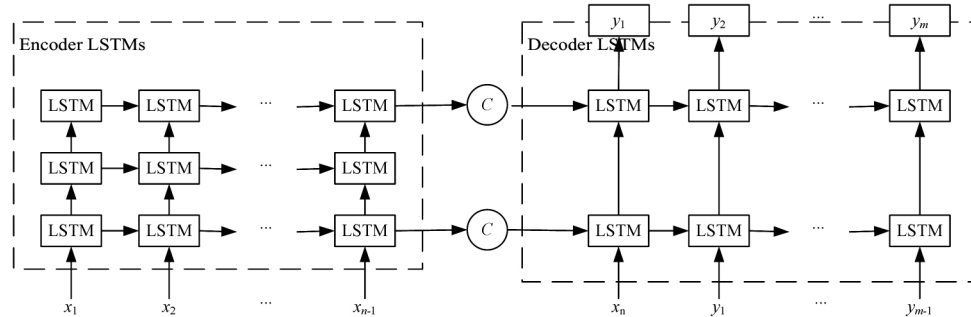 y1 y2 ... ym
Encoder LSTMs Decoder LSTMs
LSTM LSTM ... LSTM C LSTM LSTM ... LSTM
LSTM LSTM ... LSTM
LSTM LSTM ... LSTM C LSTM LSTM ... LSTM
x1 x2 ... xn-1 xn y1 ... ym-1